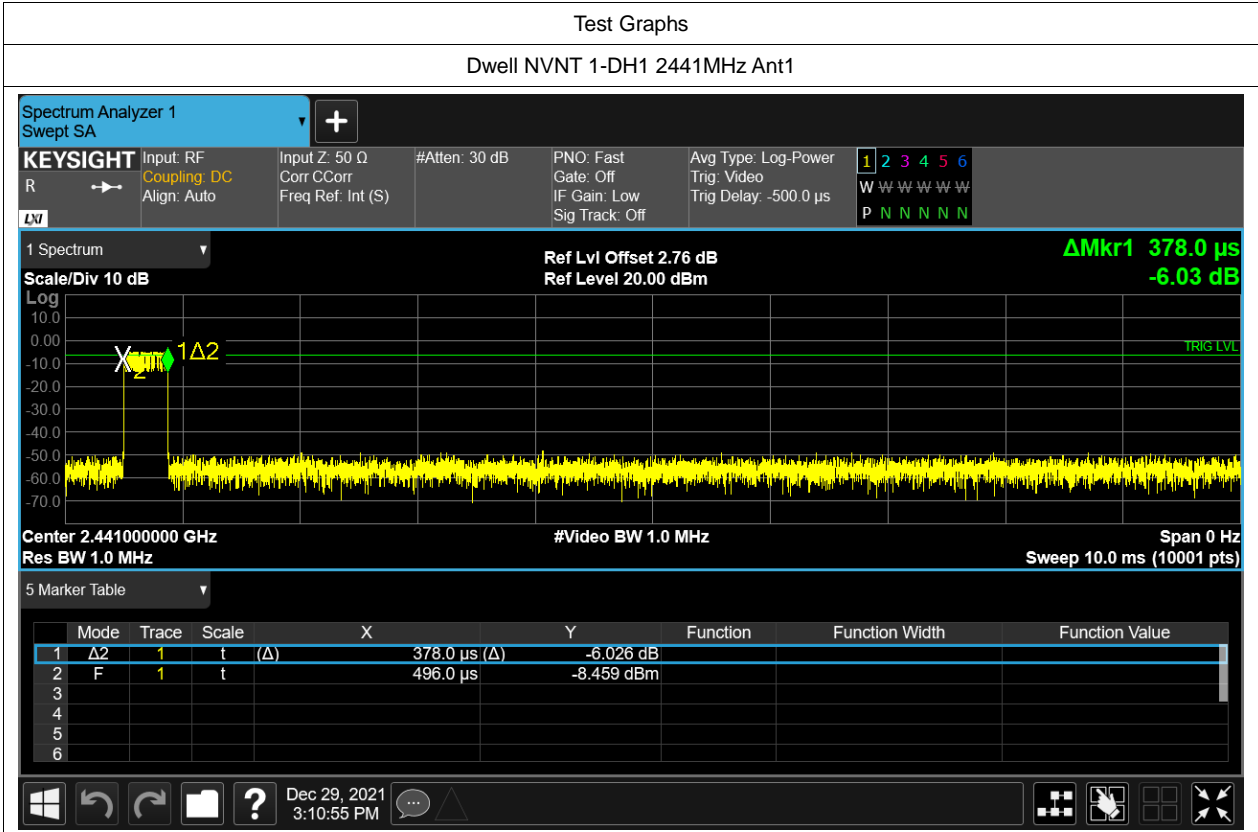 Test Graphs
Dwell NVNT 1-DH1 2441MHz Ant1
Spectrum Analyzer 1
Swept SA
KEYSIGHT Input: RF Input Z: 50 Ω #Atten: 30 dB PNO: Fast Avg Type: Log-Power 1 2 3 4 5 6
R Coupling: DC Corr CCorr Gate: Off Trig: Video W W W W W W
Align: Auto Freq Ref: Int (S) IF Gain: Low Trig Delay: -500.0 µs
LXI Sig Track: Off P N N N N N
1 Spectrum Ref Lvl Offset 2.76 dB ΔMkr1 378.0 µs
Scale/Div 10 dB Ref Level 20.00 dBm -6.03 dB
Log
10.0
0.00
TRIG LVL
X 2 1Δ2
-10.0
-20.0
-30.0
-40.0
-50.0
-60.0
-70.0
Center 2.441000000 GHz #Video BW 1.0 MHz Span 0 Hz
Res BW 1.0 MHz Sweep 10.0 ms (10001 pts)
5 Marker Table
Mode Trace Scale X Y Function Function Width Function Value
1 Δ2 1 t (Δ) 378.0 µs (Δ) -6.026 dB
2 F 1 t 496.0 µs -8.459 dBm
3
4
5
6
? Dec 29, 2021
3:10:55 PM